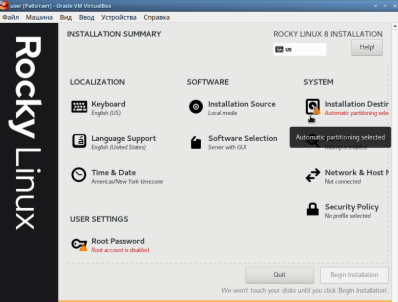 user [Работает] - Oracle VM VirtualBox
Файл Машина Вид Ввод Устройства Справка
Rocky Linux
INSTALLATION SUMMARY
ROCKY LINUX 8 INSTALLATION
us
Help!
LOCALIZATION
SOFTWARE
SYSTEM
Keyboard
English (US)
Installation Source
Local media
Installation Destin
Automatic partitioning sele
Automatic partitioning selected
Language Support
English (United States)
Software Selection
Server with GUI
Time & Date
Americas/New York timezone
Network & Host N
Not connected
Security Policy
No profile selected
USER SETTINGS
Root Password
Root account is disabled.
Quit
Begin Installation
We won't touch your disks until you click 'Begin Installation'.